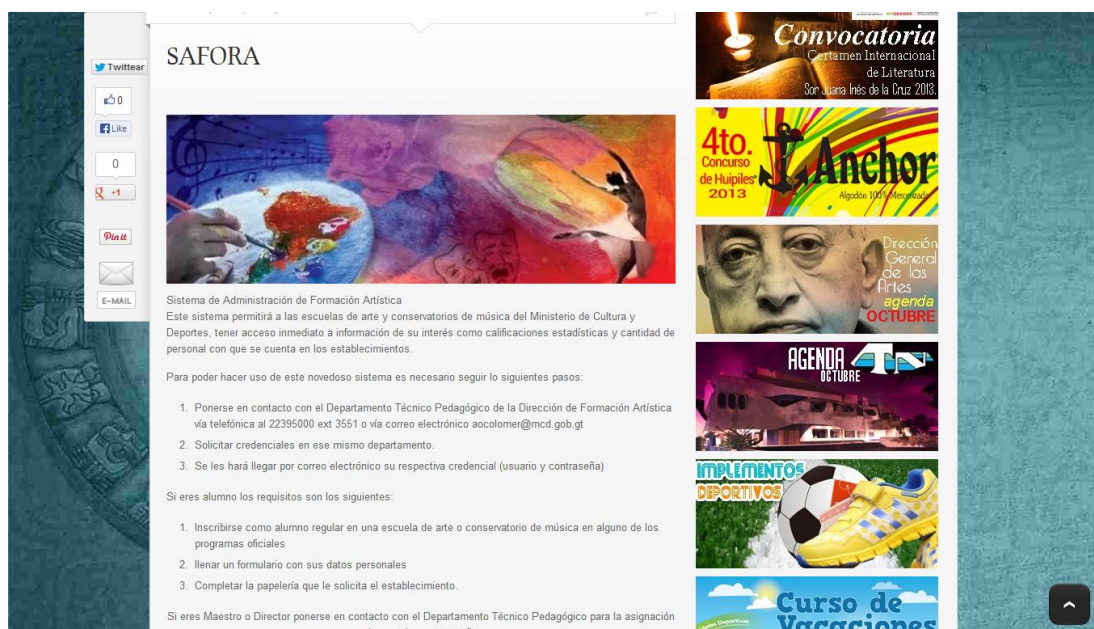 SAFORA
Twittear
0
Like
0
+1
Pin it
E-MAIL
Sistema de Administración de Formación Artística
Este sistema permitirá a las escuelas de arte y conservatorios de música del Ministerio de Cultura y
Deportes, tener acceso inmediato a información de su interés como calificaciones estadísticas y cantidad de
personal con que se cuenta en los establecimientos.
Para poder hacer uso de este novedoso sistema es necesario seguir lo siguientes pasos:
1. Ponerse en contacto con el Departamento Técnico Pedagógico de la Dirección de Formación Artística
vía telefónica al 22395000 ext 3551 o vía correo electrónico aocolomer@mcd.gob.gt
2. Solicitar credenciales en ese mismo departamento.
3. Se les hará llegar por correo electrónico su respectiva credencial (usuario y contraseña)
Si eres alumno los requisitos son los siguientes:
1. Inscribirse como alumno regular en una escuela de arte o conservatorio de música en alguno de los
programas oficiales
2. llenar un formulario con sus datos personales
3. Completar la papelería que le solicita el establecimiento.
Si eres Maestro o Director ponerse en contacto con el Departamento Técnico Pedagógico para la asignación
Convocatoria
Certamen Internacional
de Literatura
Sor Juana Inés de la Cruz 2013.
4to.
Concurso
de Huipiles
2013
Anchor
Algodón 100% Mercerizado
Dirección
General
de las
Artes
agenda
OCTUBRE
AGENDA
OCTUBRE
IMPLEMENTOS
DEPORTIVOS
Curso de
Vacaciones